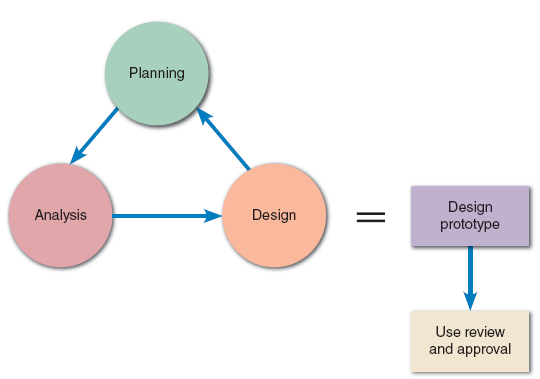 Planning
Analysis
Design
=
Design
prototype
Use review
and approval